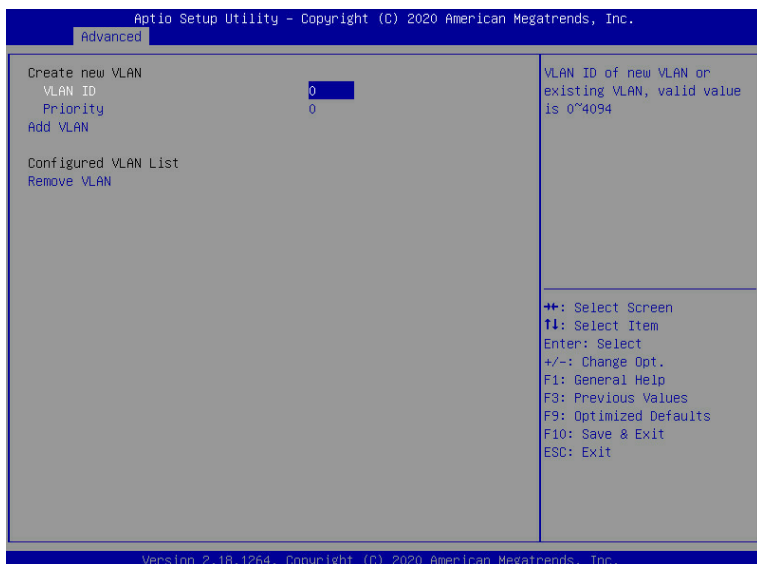 Aptio Setup Utility – Copyright (C) 2020 American Megatrends, Inc.
Advanced
Create new VLAN
VLAN ID 0
Priority 0
Add VLAN
Configured VLAN List
Remove VLAN
VLAN ID of new VLAN or
existing VLAN, valid value
is 0~4094
→←: Select Screen
↑↓: Select Item
Enter: Select
+/-: Change Opt.
F1: General Help
F3: Previous Values
F9: Optimized Defaults
F10: Save & Exit
ESC: Exit
Version 2.18.1264. Copyright (C) 2020 American Megatrends, Inc.